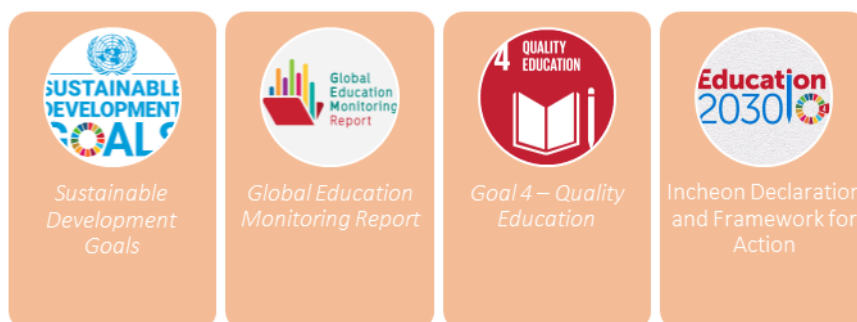 SUSTAINABLE
DEVELOPMENT
GOALS
Sustainable
Development
Goals
Global
Education
Monitoring
Report
Global Education
Monitoring Report
4 QUALITY
EDUCATION
Goal 4 – Quality
Education
Education
2030
4
Incheon Declaration
and Framework for
Action